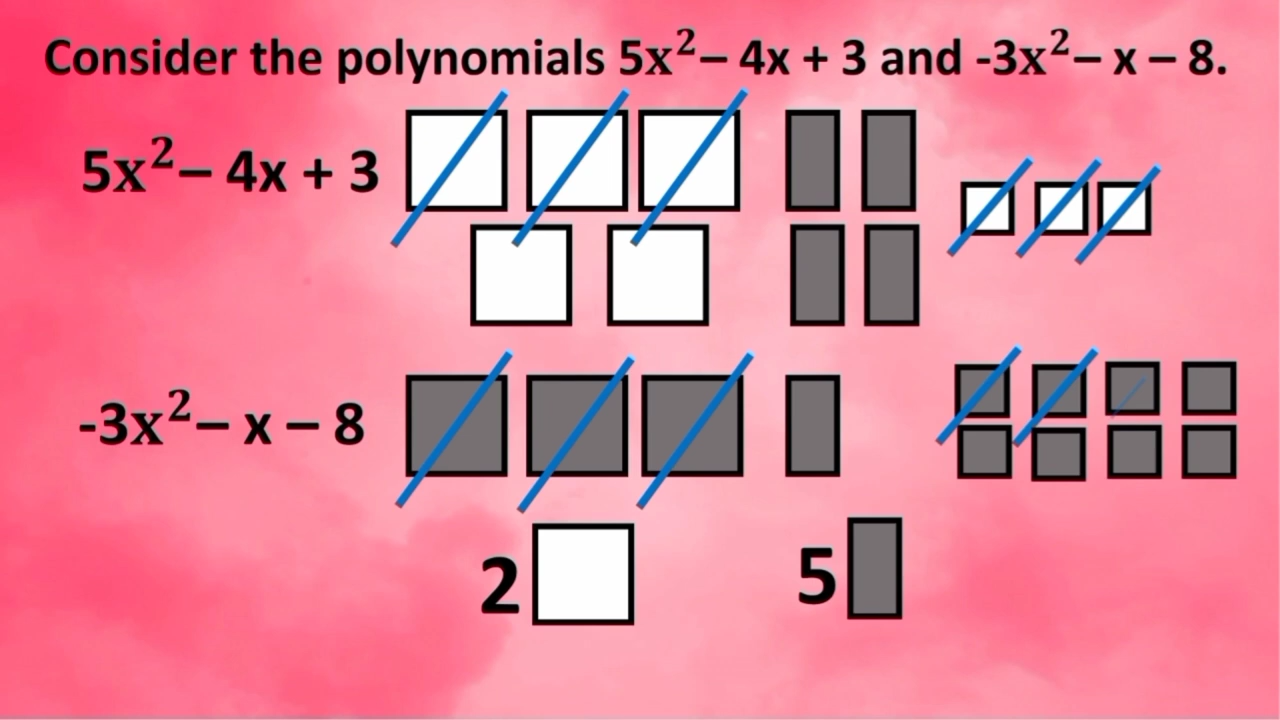 Consider the polynomials 5x²– 4x + 3 and -3x²– x – 8.
5x²– 4x + 3
-3x²– x – 8
2 5